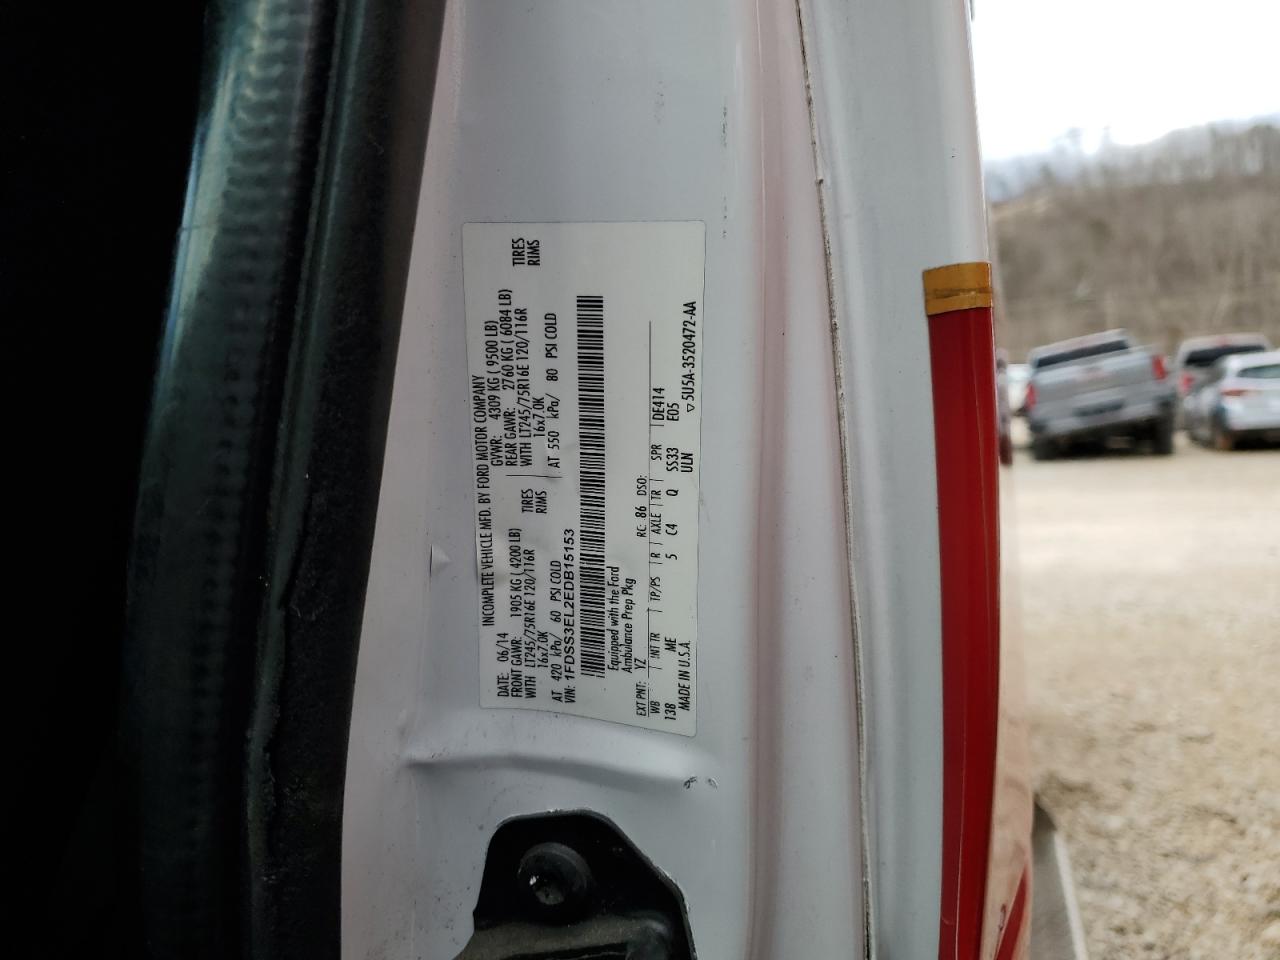 INCOMPLETE VEHICLE MFD. BY FORD MOTOR COMPANY
DATE: 06/14 GVWR: 4309 KG ( 9500 LB)
FRONT GAWR: 1905 KG ( 4200 LB) REAR GAWR: 2760 KG ( 6084 LB)
WITH LT245/75R16E 120/116R TIRES WITH LT245/75R16E 120/116R TIRES
16x7.0K RIMS 16x7.0K RIMS
AT 420 kPa/ 60 PSI COLD AT 550 kPa/ 80 PSI COLD
VIN: 1FDSS3EL2EDB15153
Equipped with the Ford
Ambulance Prep Pkg
EXT PNT: YZ RC: 86 DSO:
WB INT TR TP/PS R AXLE TR SPR DE414
138 ME 5 C4 Q SS33 E05
MADE IN U.S.A. ULN ▽5U5A-3520472-AA